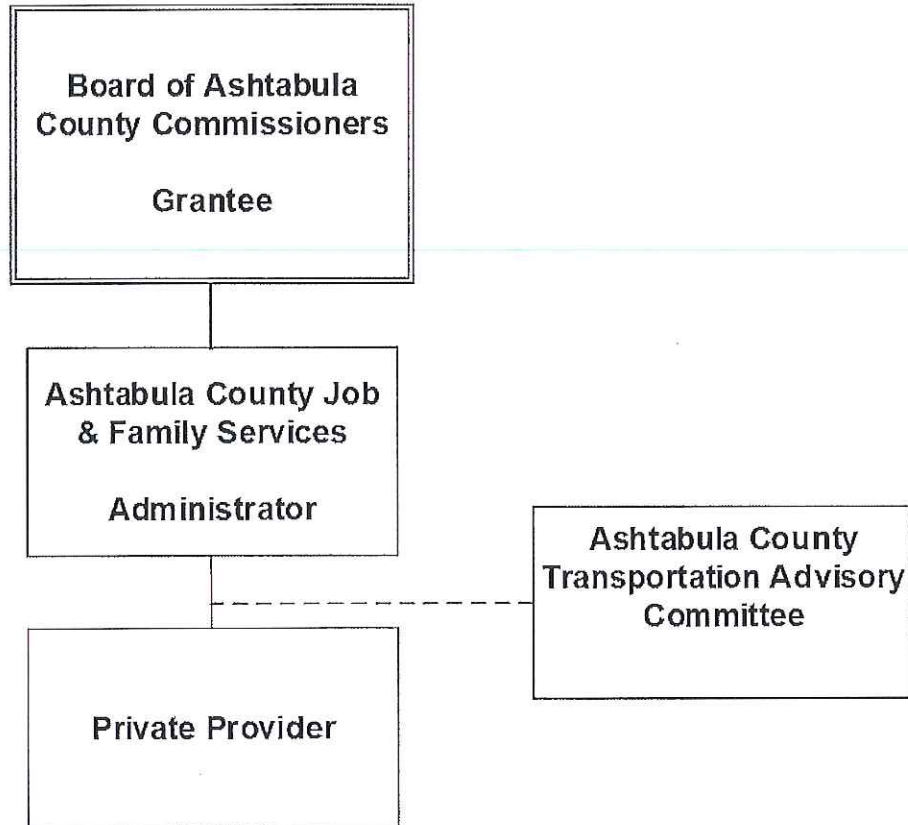 Board of Ashtabula
County Commissioners
Grantee
Ashtabula County Job
& Family Services
Administrator
Ashtabula County
Transportation Advisory
Committee
Private Provider